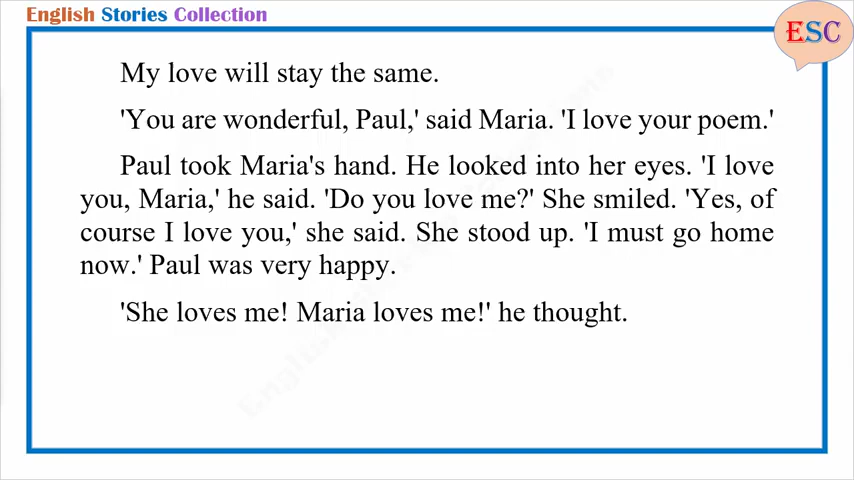 English Stories Collection
ESC
My love will stay the same.
'You are wonderful, Paul,' said Maria. 'I love your poem.'
Paul took Maria's hand. He looked into her eyes. 'I love
you, Maria,' he said. 'Do you love me?' She smiled. 'Yes, of
course I love you,' she said. She stood up. 'I must go home
now.' Paul was very happy.
'She loves me! Maria loves me!' he thought.